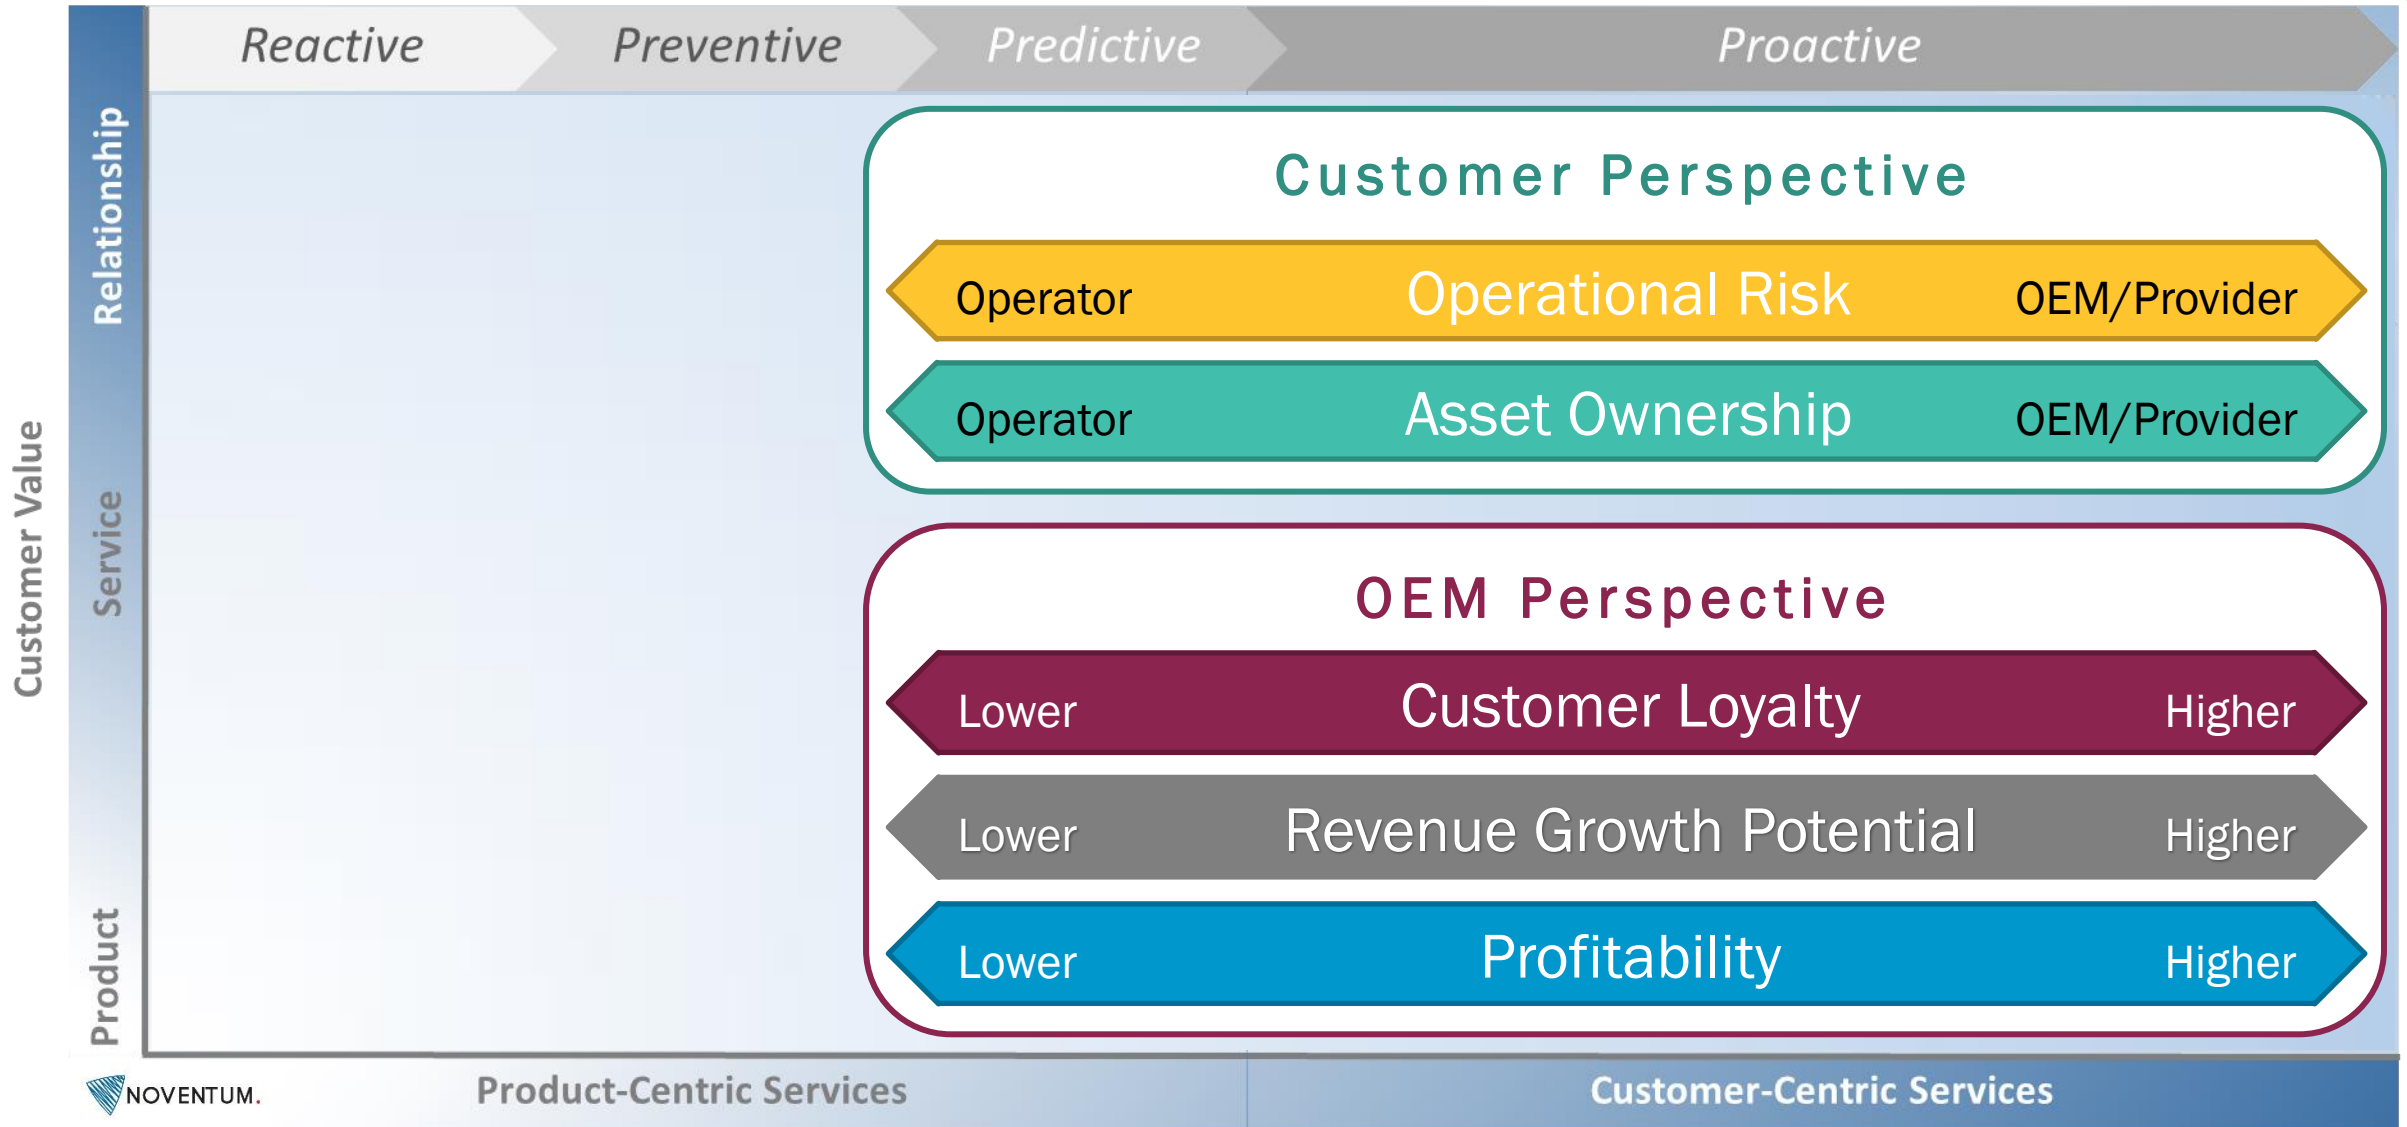 Reactive
Preventive
Predictive
Proactive
Customer Value
Relationship
Service
Product
Customer Perspective
Operator Operational Risk OEM/Provider
Operator Asset Ownership OEM/Provider
OEM Perspective
Lower Customer Loyalty Higher
Lower Revenue Growth Potential Higher
Lower Profitability Higher
NOVENTUM.
Product-Centric Services
Customer-Centric Services